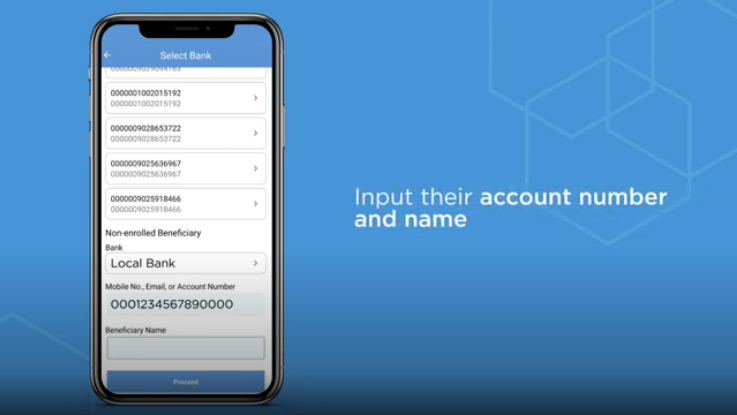 Select Bank
0000009029094763
0000001002015192
0000001002015192
0000009028653722
0000009028653722
0000009025636967
0000009025636967
0000009025918466
0000009025918466
Non-enrolled Beneficiary
Bank
Local Bank
Mobile No., Email, or Account Number
0001234567890000
Beneficiary Name
Proceed
Input their account number
and name